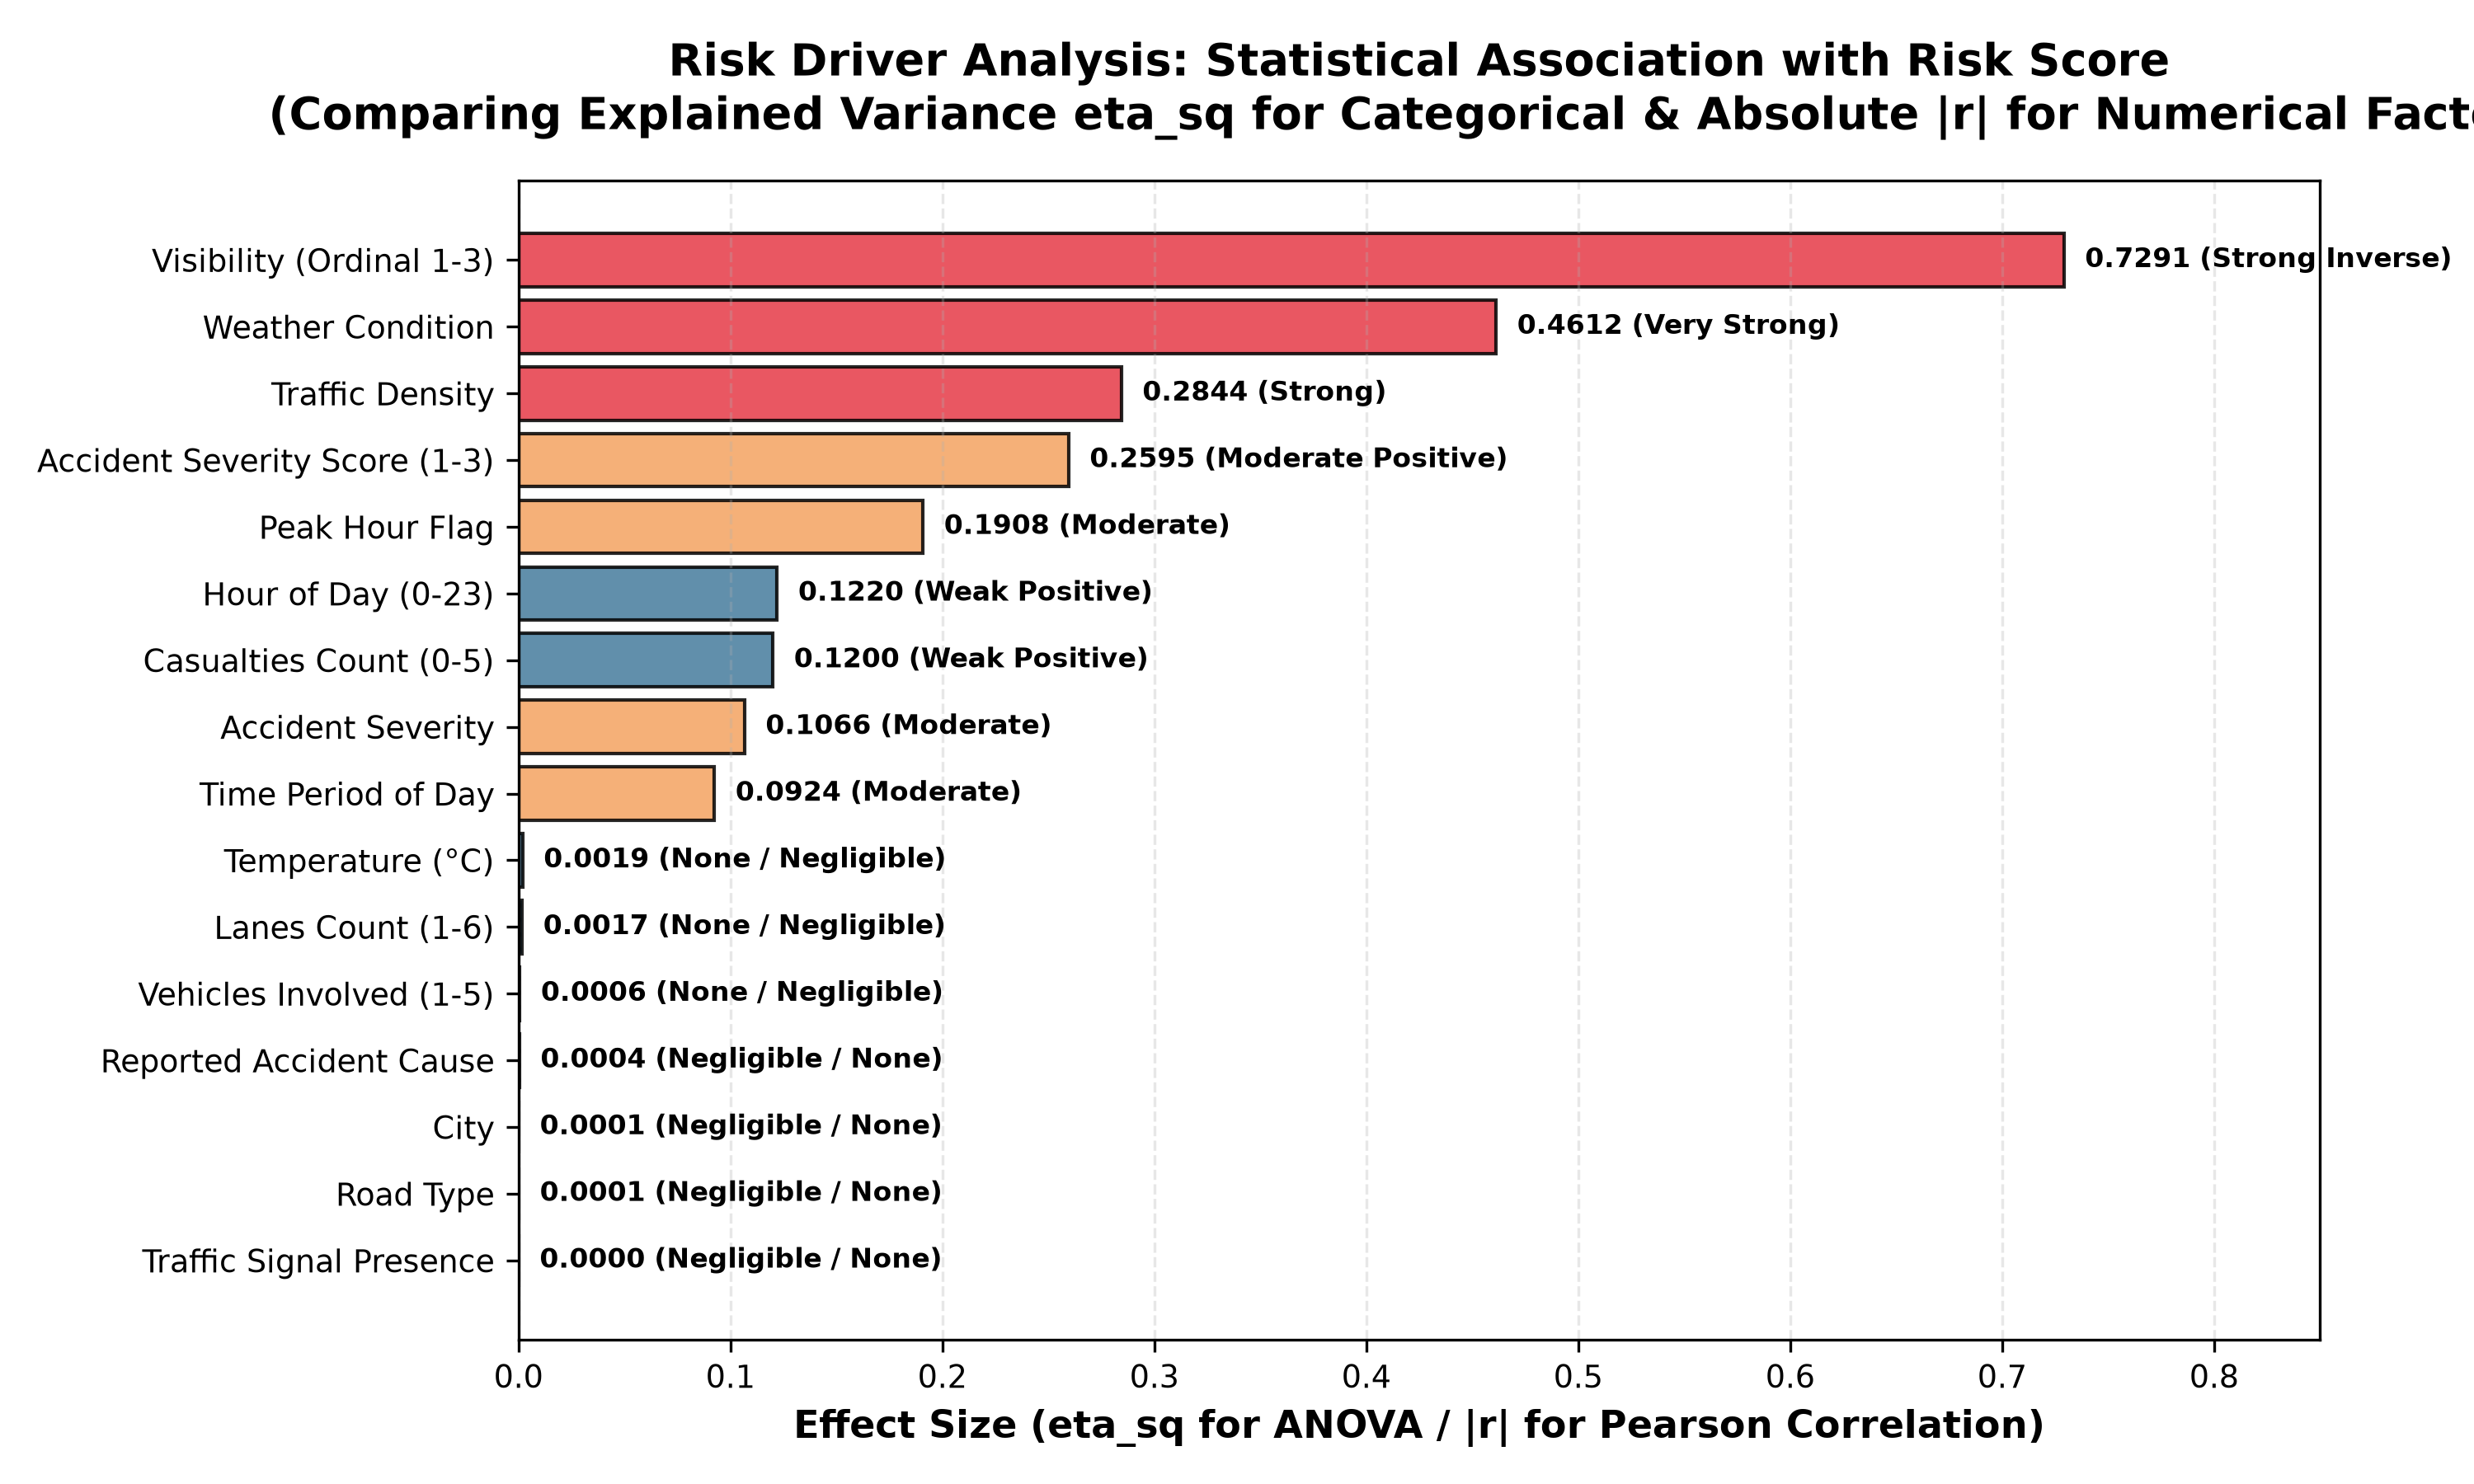 Risk Driver Analysis: Statistical Association with Risk Score
(Comparing Explained Variance eta_sq for Categorical & Absolute |r| for Numerical
Visibility (Ordinal 1-3) 0.7291 (Strong Inverse)
Weather Condition 0.4612 (Very Strong)
Traffic Density 0.2844 (Strong)
Accident Severity Score (1-3) 0.2595 (Moderate Positive)
Peak Hour Flag 0.1908 (Moderate)
Hour of Day (0-23) 0.1220 (Weak Positive)
Casualties Count (0-5) 0.1200 (Weak Positive)
Accident Severity 0.1066 (Moderate)
Time Period of Day 0.0924 (Moderate)
Temperature (°C) 0.0019 (None / Negligible)
Lanes Count (1-6) 0.0017 (None / Negligible)
Vehicles Involved (1-5) 0.0006 (None / Negligible)
Reported Accident Cause 0.0004 (Negligible / None)
City 0.0001 (Negligible / None)
Road Type 0.0001 (Negligible / None)
Traffic Signal Presence 0.0000 (Negligible / None)
0.0 0.1 0.2 0.3 0.4 0.5 0.6 0.7 0.8
Effect Size (eta_sq for ANOVA / |r| for Pearson Correlation)